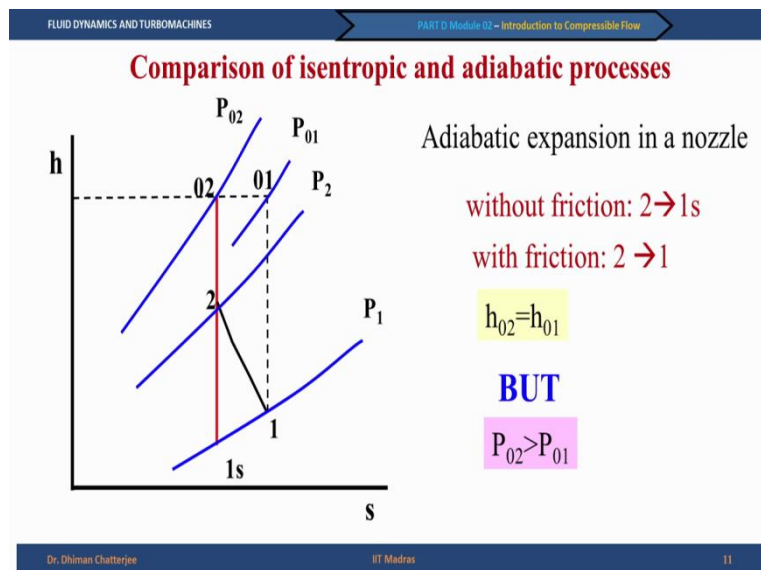 FLUID DYNAMICS AND TURBOMACHINES
PART D Module 02 – Introduction to Compressible Flow
Comparison of isentropic and adiabatic processes
P02
P01
h
02
01
P2
2
P1
1
1s
s
Adiabatic expansion in a nozzle
without friction: 2→1s
with friction: 2 →1
h02=h01
BUT
P02>P01
Dr. Dhiman Chatterjee
IIT Madras
11